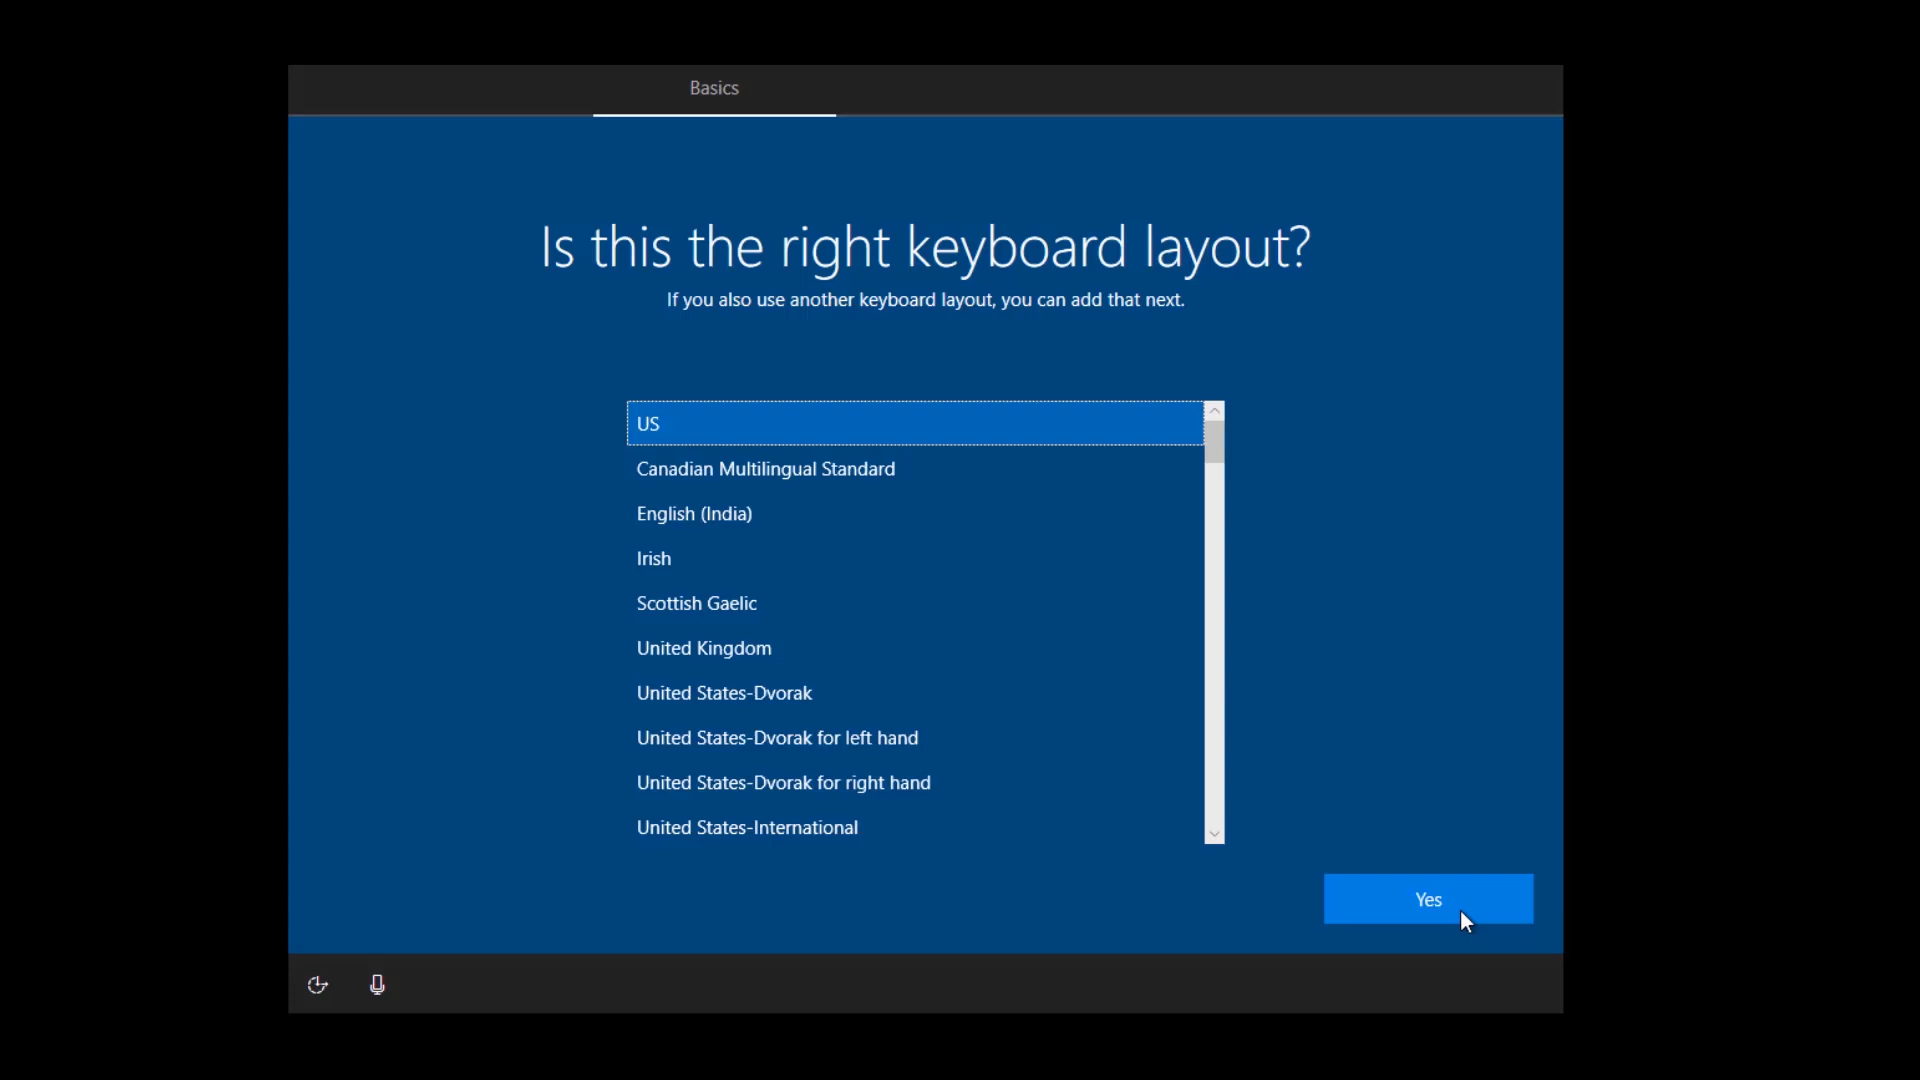 Basics
Is this the right keyboard layout?
If you also use another keyboard layout, you can add that next.
US
Canadian Multilingual Standard
English (India)
Irish
Scottish Gaelic
United Kingdom
United States-Dvorak
United States-Dvorak for left hand
United States-Dvorak for right hand
United States-International
Yes